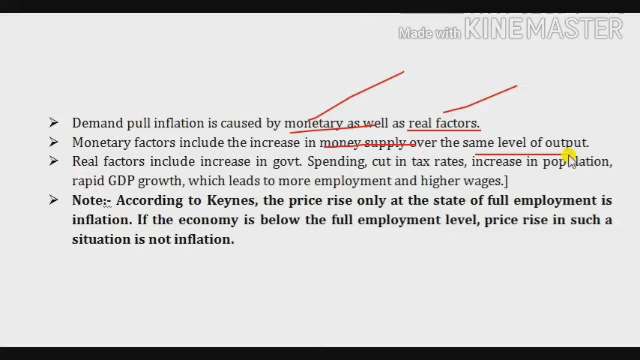 Made with KINEMASTER
➢ Demand pull inflation is caused by monetary as well as real factors.
➢ Monetary factors include the increase in money supply over the same level of output.
➢ Real factors include increase in govt. Spending, cut in tax rates, increase in population,
rapid GDP growth, which leads to more employment and higher wages.]
➢ Note:- According to Keynes, the price rise only at the state of full employment is
inflation. If the economy is below the full employment level, price rise in such a
situation is not inflation.